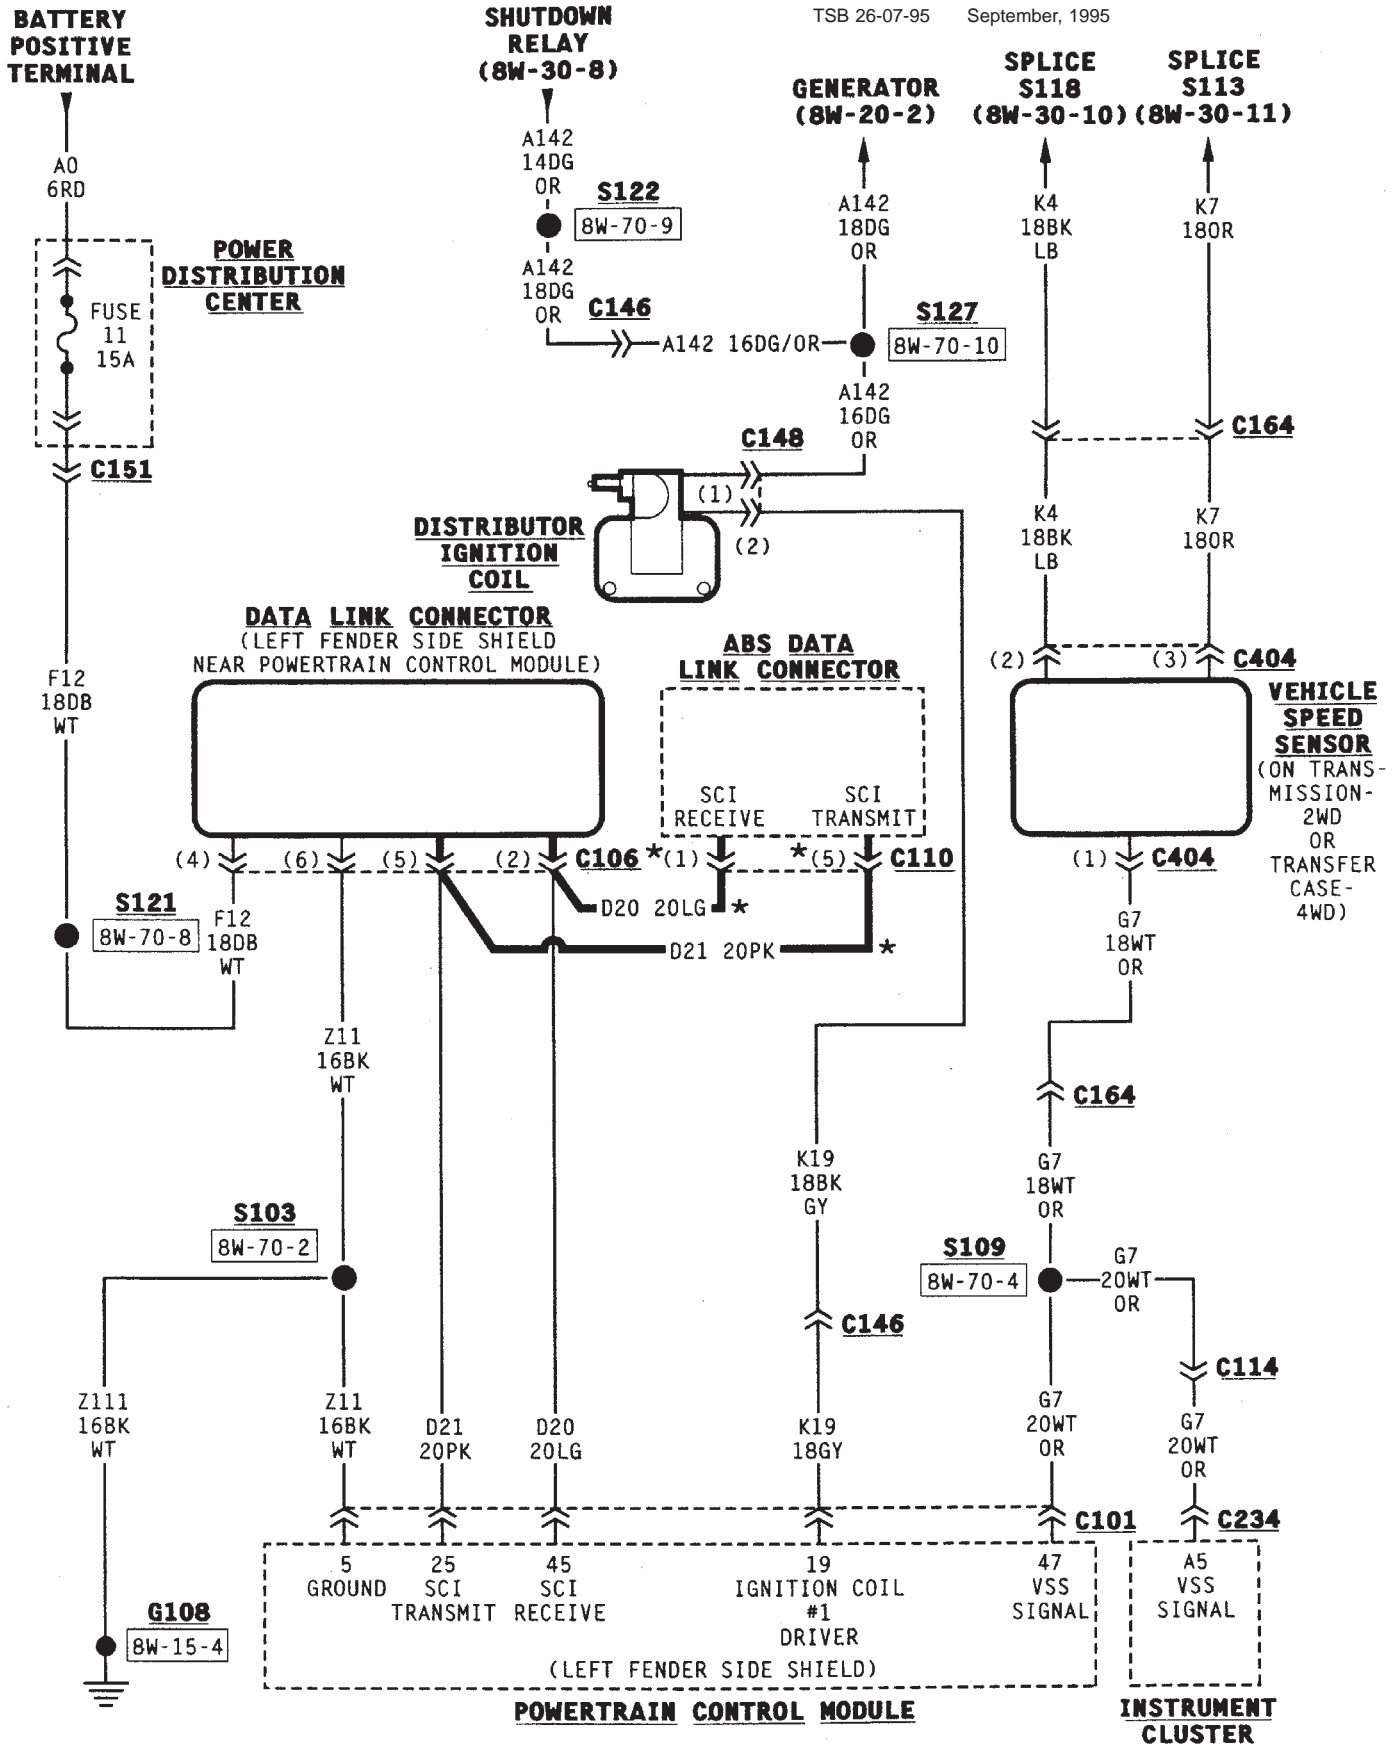 TSB 26-07-95 September, 1995
BATTERY
POSITIVE
TERMINAL
SHUTDOWN
RELAY
(8W-30-8)
GENERATOR
(8W-20-2)
SPLICE
S118
(8W-30-10)
SPLICE
S113
(8W-30-11)
A0
6RD
A142
14DG
OR
S122
8W-70-9
A142
18DG
OR
K4
18BK
LB
K7
18OR
POWER
DISTRIBUTION
CENTER
FUSE
11
15A
A142
18DG
OR
C146
A142 16DG/OR
S127
8W-70-10
A142
16DG
OR
C151
C148
(1)
(2)
C164
DISTRIBUTOR
IGNITION
COIL
K4
18BK
LB
K7
18OR
DATA LINK CONNECTOR
(LEFT FENDER SIDE SHIELD
NEAR POWERTRAIN CONTROL MODULE)
ABS DATA
LINK CONNECTOR
(2)
(3)
C404
F12
18DB
WT
VEHICLE
SPEED
SENSOR
(ON TRANS-
MISSION-
2WD
OR
TRANSFER
CASE-
4WD)
SCI
RECEIVE
SCI
TRANSMIT
(4)
(6)
(5)
(2)
C106
*(1)
*(5)
C110
(1)
C404
S121
8W-70-8
F12
18DB
WT
D20 20LG
*
D21 20PK
*
G7
18WT
OR
Z11
16BK
WT
C164
K19
18BK
GY
G7
18WT
OR
S103
8W-70-2
S109
8W-70-4
G7
20WT
OR
C146
C114
Z111
16BK
WT
Z11
16BK
WT
D21
20PK
D20
20LG
K19
18GY
G7
20WT
OR
G7
20WT
OR
C101
C234
5
GROUND
25
SCI
TRANSMIT
45
SCI
RECEIVE
19
IGNITION COIL
#1
DRIVER
47
VSS
SIGNAL
A5
VSS
SIGNAL
G108
8W-15-4
(LEFT FENDER SIDE SHIELD)
POWERTRAIN CONTROL MODULE
INSTRUMENT
CLUSTER